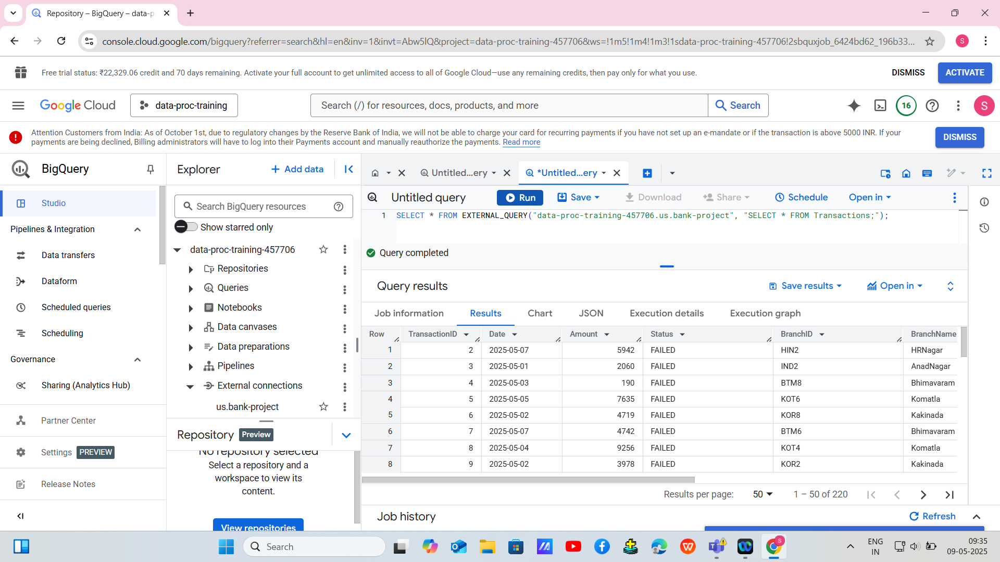 Repository – BigQuery – data-p
console.cloud.google.com/bigquery?referrer=search&hl=en&inv=1&invt=Abw5lQ&project=data-proc-training-457706&ws=!1m5!1m4!1m3!1sdata-proc-training-457706!2sbquxjob_6424bd62_196b33...
S
Free trial status: ₹22,329.06 credit and 70 days remaining. Activate your full account to get unlimited access to all of Google Cloud—use any remaining credits, then pay only for what you use.
DISMISS
ACTIVATE
Google Cloud
data-proc-training
Search (/) for resources, docs, products, and more
Search
16
S
Attention Customers from India: As of October 1st, due to regulatory changes by the Reserve Bank of India, we will not be able to charge your card for recurring payments if you have not set up an e-mandate or if the transaction is above 5000 INR. If your
payments are being declined, Billing administrators will have to log into their Payments account and manually reauthorize the payments. Read more
DISMISS
BigQuery
Studio
Pipelines & Integration
Data transfers
Dataform
Scheduled queries
Scheduling
Governance
Sharing (Analytics Hub)
Partner Center
Settings PREVIEW
Release Notes
Explorer
+ Add data
Search BigQuery resources
Show starred only
data-proc-training-457706
Repositories
Queries
Notebooks
Data canvases
Data preparations
Pipelines
External connections
us.bank-project
Repository Preview
No repository selected
Select a repository and a
workspace to view its
content.
View repositories
Untitled...ery
*Untitled...ery
Untitled query
Run
Save
Download
Share
Schedule
Open in
1 SELECT * FROM EXTERNAL_QUERY("data-proc-training-457706.us.bank-project", "SELECT * FROM Transactions;");
Query completed
Query results
Save results
Open in
Job information Results Chart JSON Execution details Execution graph
Row TransactionID Date Amount Status BranchID BranchName
1 2 2025-05-07 5942 FAILED HIN2 HRNagar
2 3 2025-05-01 2060 FAILED IND2 AnadNagar
3 4 2025-05-03 190 FAILED BTM8 Bhimavaram
4 5 2025-05-05 7635 FAILED KOT6 Komatla
5 6 2025-05-02 4719 FAILED KOR8 Kakinada
6 7 2025-05-07 4742 FAILED BTM6 Bhimavaram
7 8 2025-05-04 9256 FAILED KOT4 Komatla
8 9 2025-05-02 3978 FAILED KOR2 Kakinada
Results per page: 50 1 – 50 of 220
Job history
Refresh
Search
ENG
IN
09:35
09-05-2025